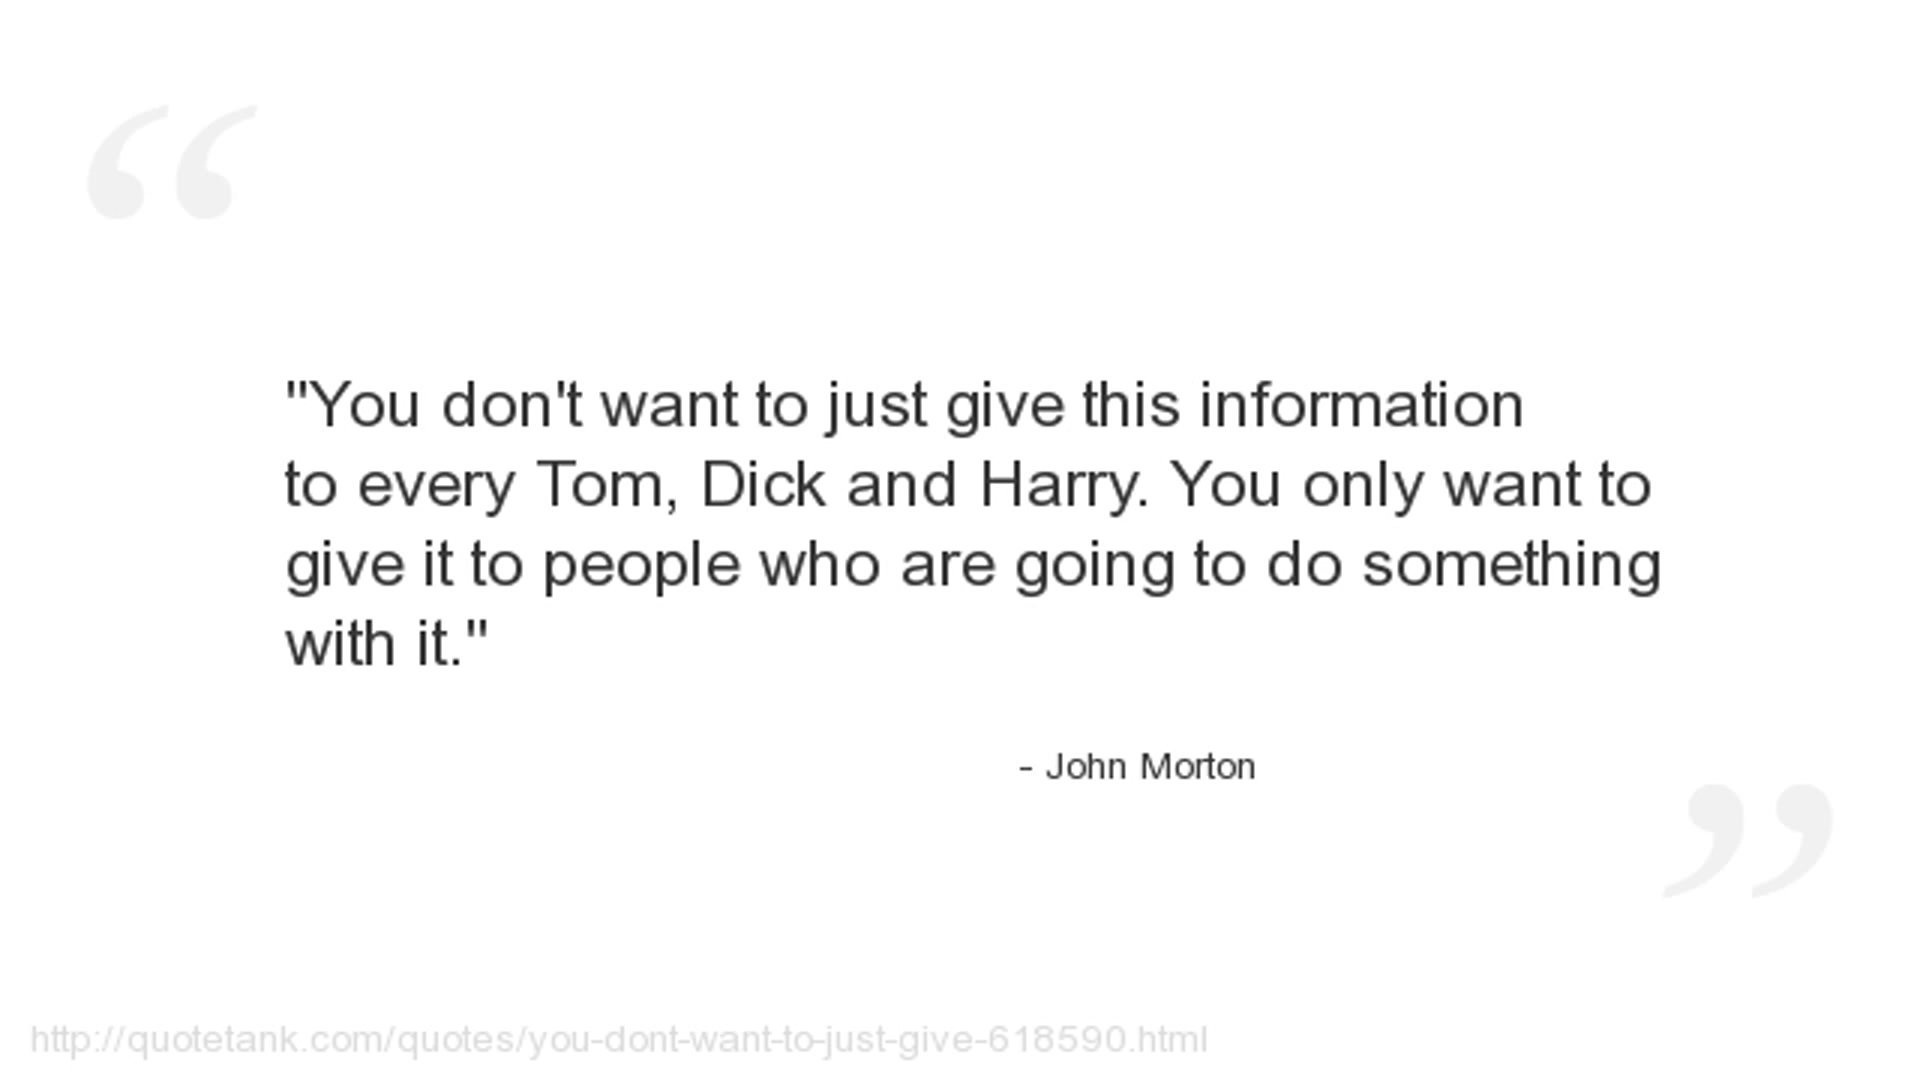 "You don't want to just give this information
to every Tom, Dick and Harry. You only want to
give it to people who are going to do something
with it."
- John Morton
http://quotetank.com/quotes/you-dont-want-to-just-give-618590.html